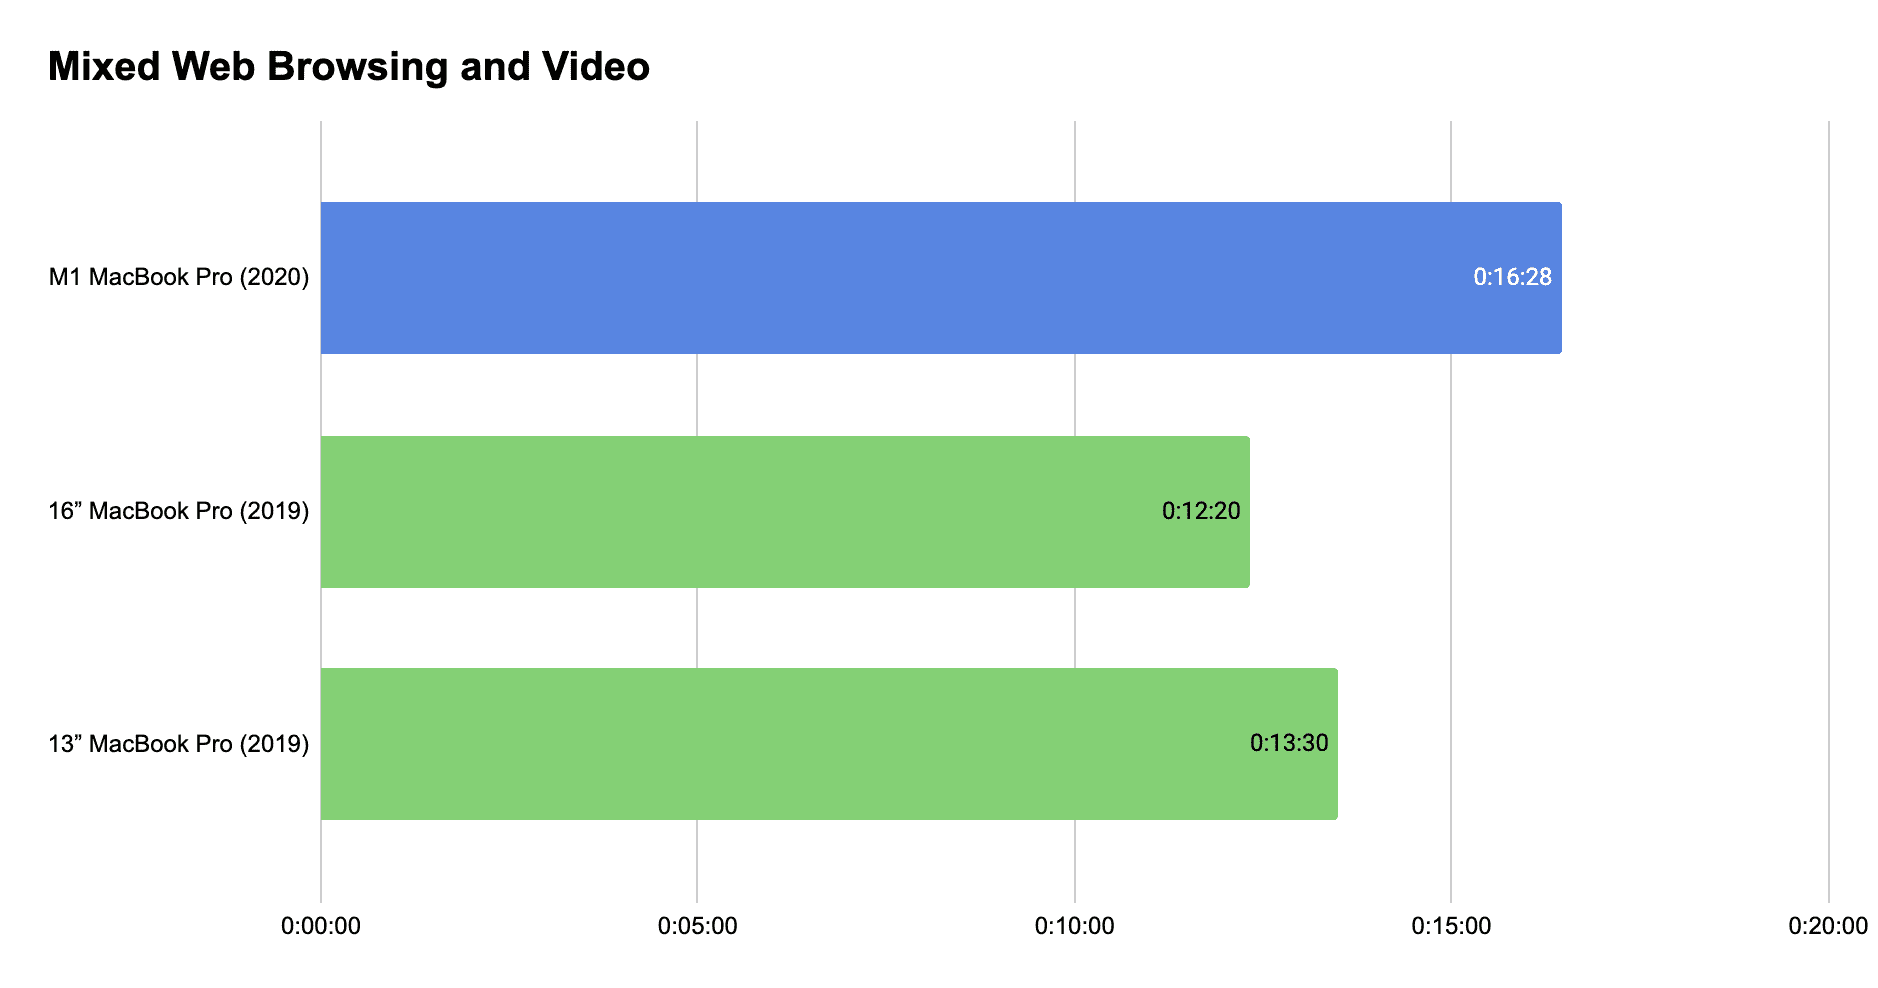 Mixed Web Browsing and Video
M1 MacBook Pro (2020)
0:16:28
16” MacBook Pro (2019)
0:12:20
13” MacBook Pro (2019)
0:13:30
0:00:00
0:05:00
0:10:00
0:15:00
0:20:00